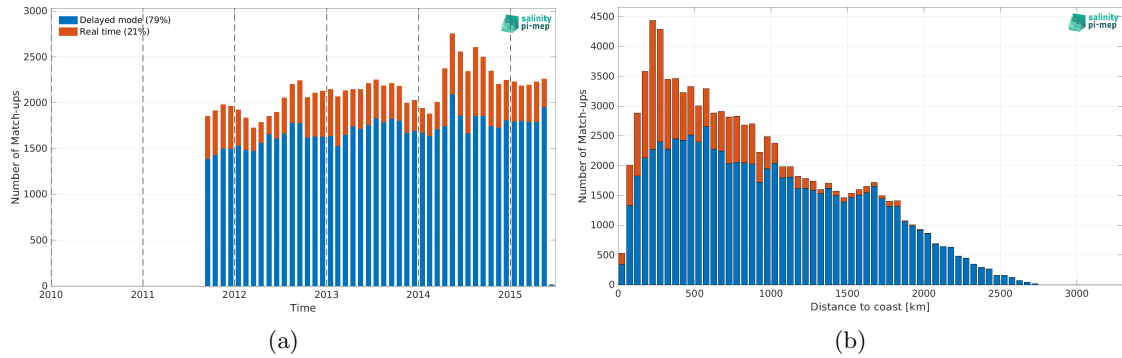 Delayed mode (79%)
Real time (21%)
salinity
pi-mep
Number of Match-ups
3000
2500
2000
1500
1000
500
0
2010
2011
2012
2013
2014
2015
Time
(a)
salinity
pi-mep
Number of Match-ups
4500
4000
3500
3000
2500
2000
1500
1000
500
0
0
500
1000
1500
2000
2500
3000
Distance to coast [km]
(b)